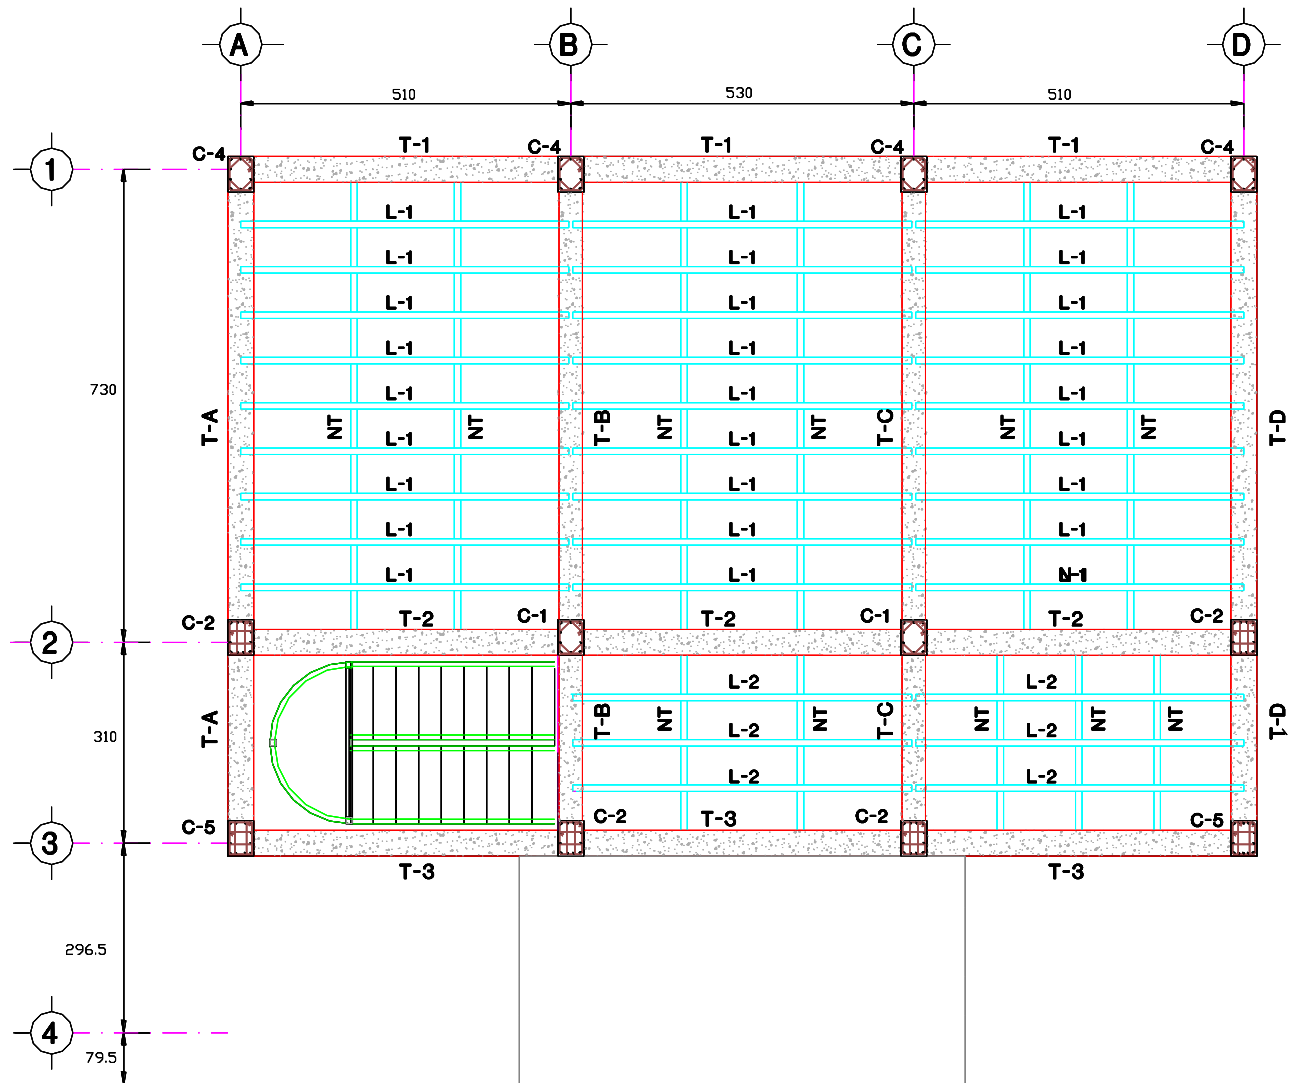 A B C D
510 530 510
T-1 T-1 T-1
C-4 C-4 C-4 C-4
1
L-1 L-1 L-1
L-1 L-1 L-1
L-1 L-1 L-1
L-1 L-1 L-1
730
L-1 L-1 L-1
T-A NT NT T-B NT NT T-C NT NT T-D
L-1 L-1 L-1
L-1 L-1 L-1
L-1 L-1 L-1
L-1 L-1
C-2 T-2 C-1 T-2 C-1 T-2 C-2
2
L-2 L-2
T-A T-B NT NT T-C NT NT NT T-D
310
L-2 L-2
L-2 L-2
C-5 C-2 T-3 C-2 C-5
3
T-3 T-3
296.5
4
79.5